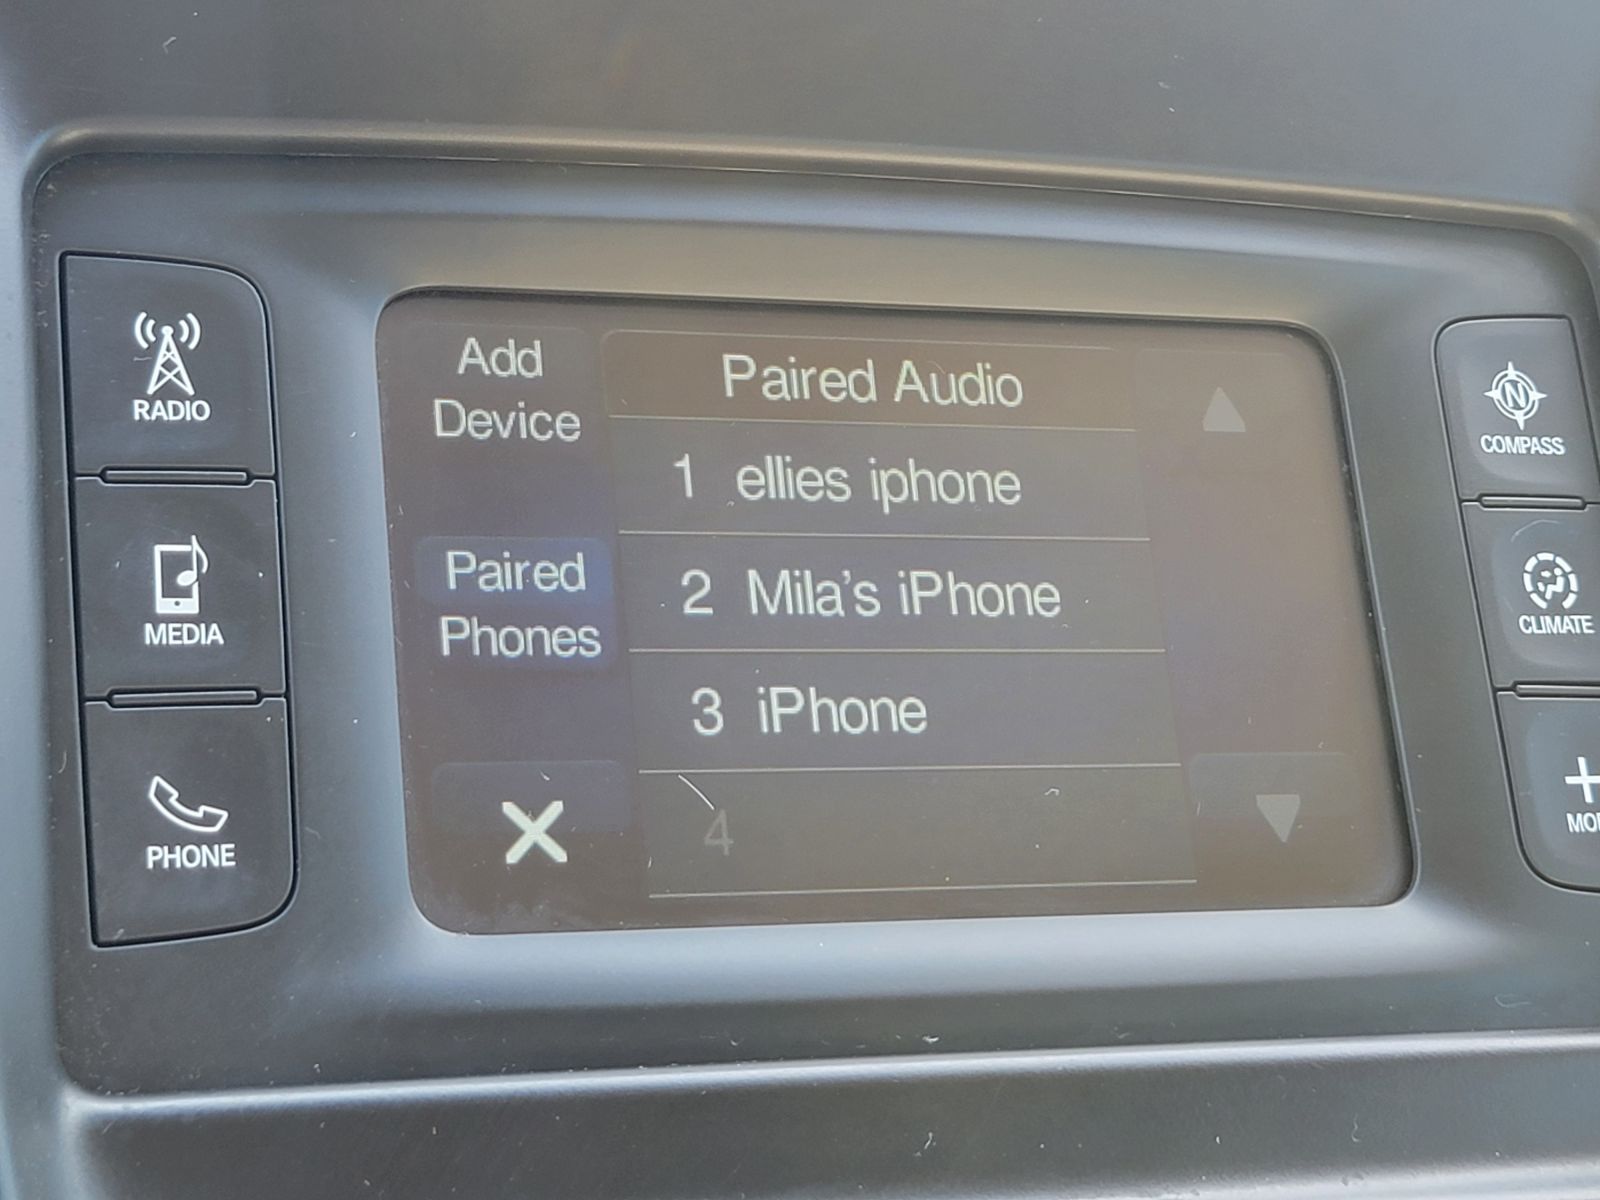 RADIO
MEDIA
PHONE
Add
Device
Paired
Phones
Paired Audio
1 ellies iphone
2 Mila's iPhone
3 iPhone
4
N
COMPASS
CLIMATE